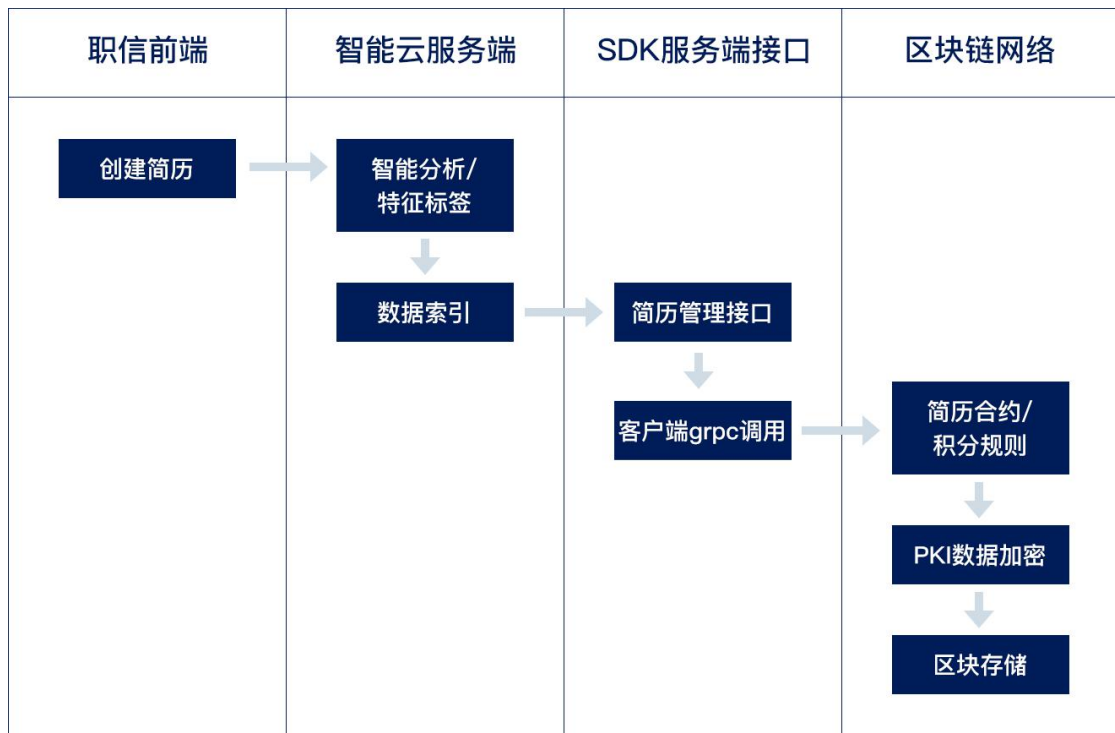 职信前端
智能云服务端
SDK服务端接口
区块链网络
创建简历
智能分析/
特征标签
数据索引
简历管理接口
客户端grpc调用
简历合约/
积分规则
PKI数据加密
区块存储